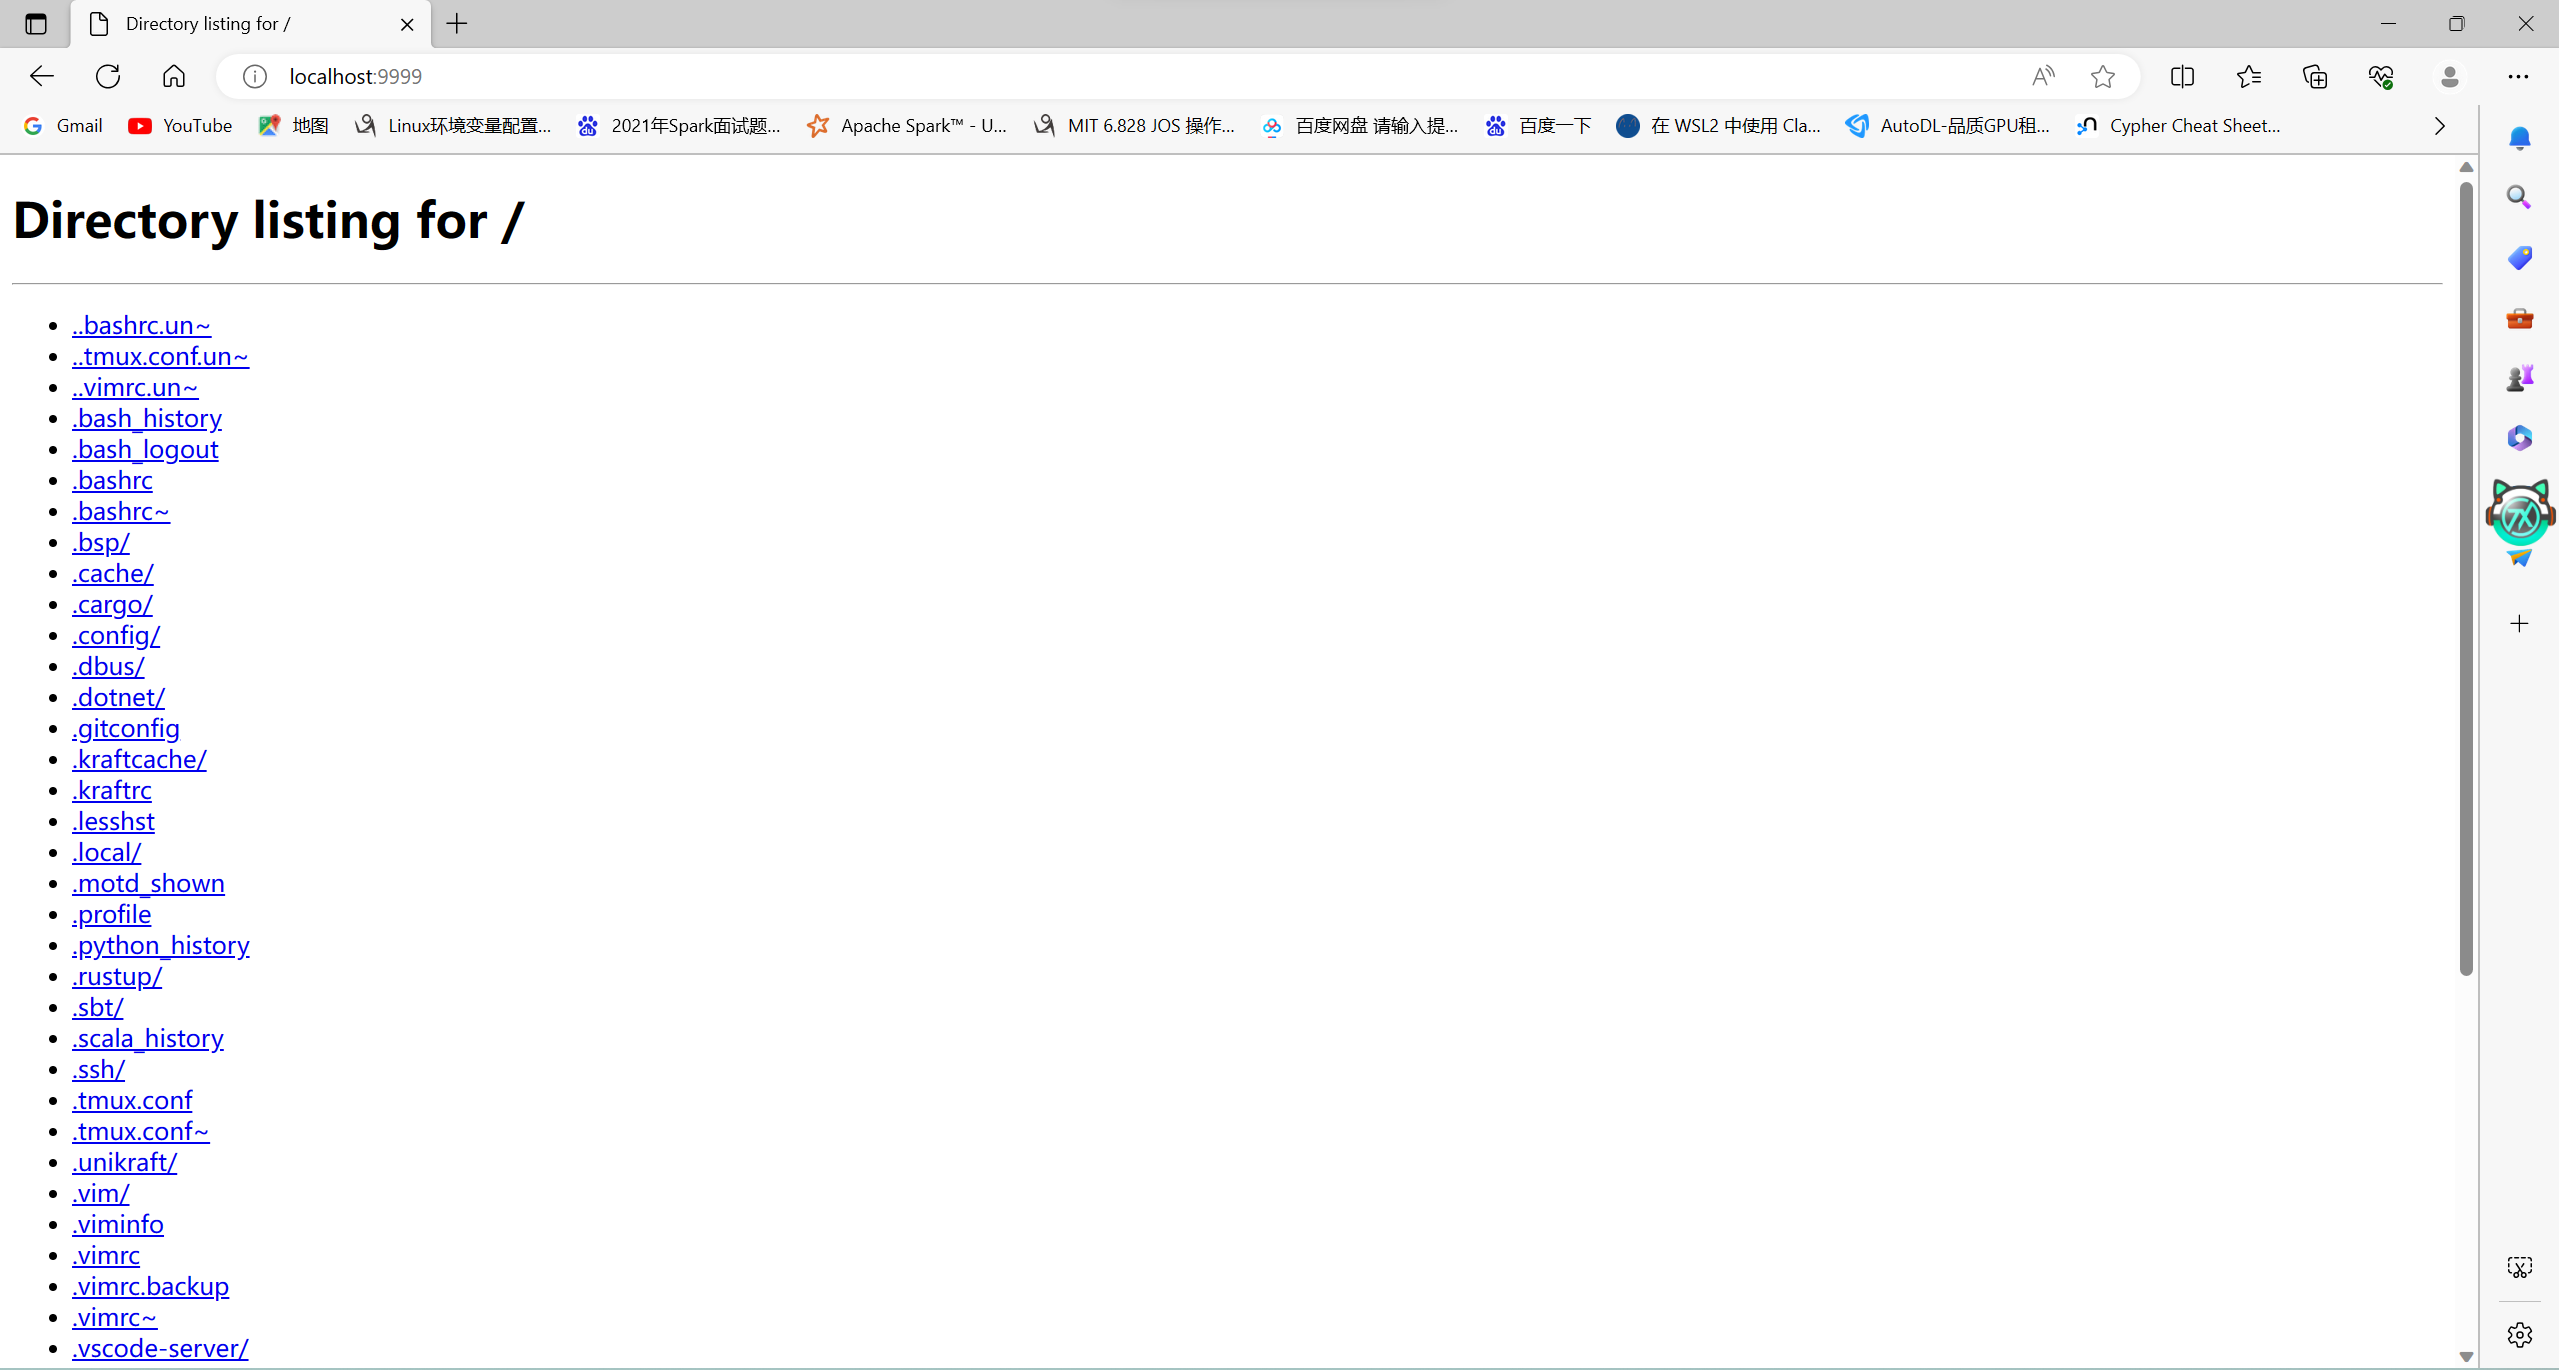 Directory listing for /
localhost:9999
Gmail YouTube 地图 Linux环境变量配置... 2021年Spark面试题... Apache Spark™ - U... MIT 6.828 JOS 操作... 百度网盘 请输入提... 百度一下 在 WSL2 中使用 Cla... AutoDL-品质GPU租... Cypher Cheat Sheet...
Directory listing for /
..bashrc.un~
..tmux.conf.un~
..vimrc.un~
.bash_history
.bash_logout
.bashrc
.bashrc~
.bsp/
.cache/
.cargo/
.config/
.dbus/
.dotnet/
.gitconfig
.kraftcache/
.kraftrc
.lesshst
.local/
.motd_shown
.profile
.python_history
.rustup/
.sbt/
.scala_history
.ssh/
.tmux.conf
.tmux.conf~
.unikraft/
.vim/
.viminfo
.vimrc
.vimrc.backup
.vimrc~
.vscode-server/